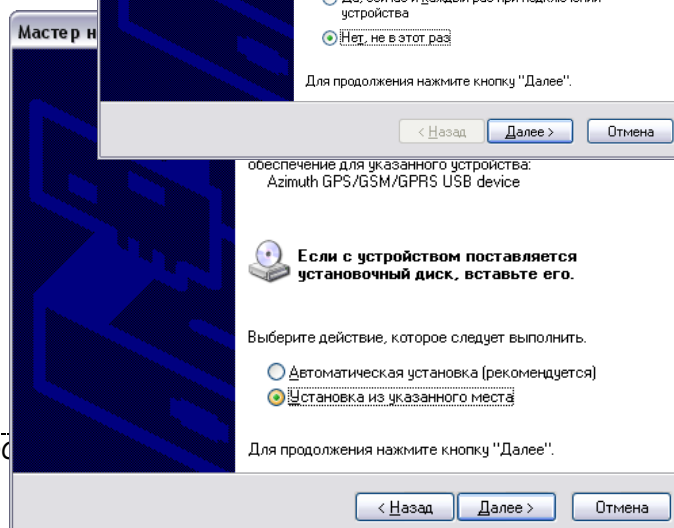 Да, сейчас и каждый раз при подключении
устройства
Нет, не в этот раз
Для продолжения нажмите кнопку "Далее".
< Назад
Далее >
Отмена
Мастер н
обеспечение для указанного устройства:
Azimuth GPS/GSM/GPRS USB device
Если с устройством поставляется
установочный диск, вставьте его.
Выберите действие, которое следует выполнить.
Автоматическая установка (рекомендуется)
Установка из указанного места
Для продолжения нажмите кнопку "Далее".
< Назад
Далее >
Отмена